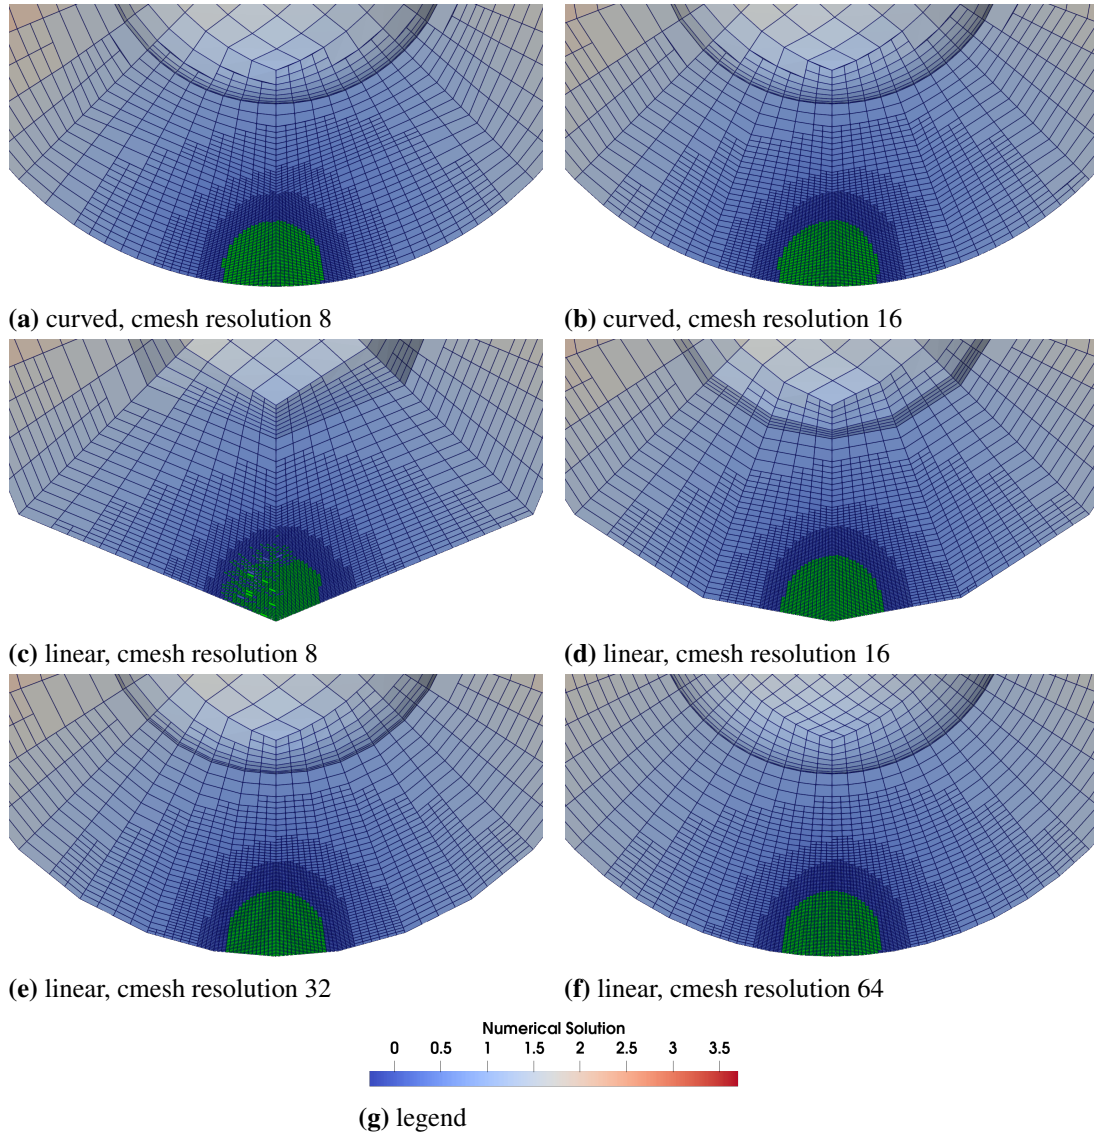 (a) curved, cmesh resolution 8
(b) curved, cmesh resolution 16
(c) linear, cmesh resolution 8
(d) linear, cmesh resolution 16
(e) linear, cmesh resolution 32
(f) linear, cmesh resolution 64
Numerical Solution
0 0.5 1 1.5 2 2.5 3 3.5
(g) legend